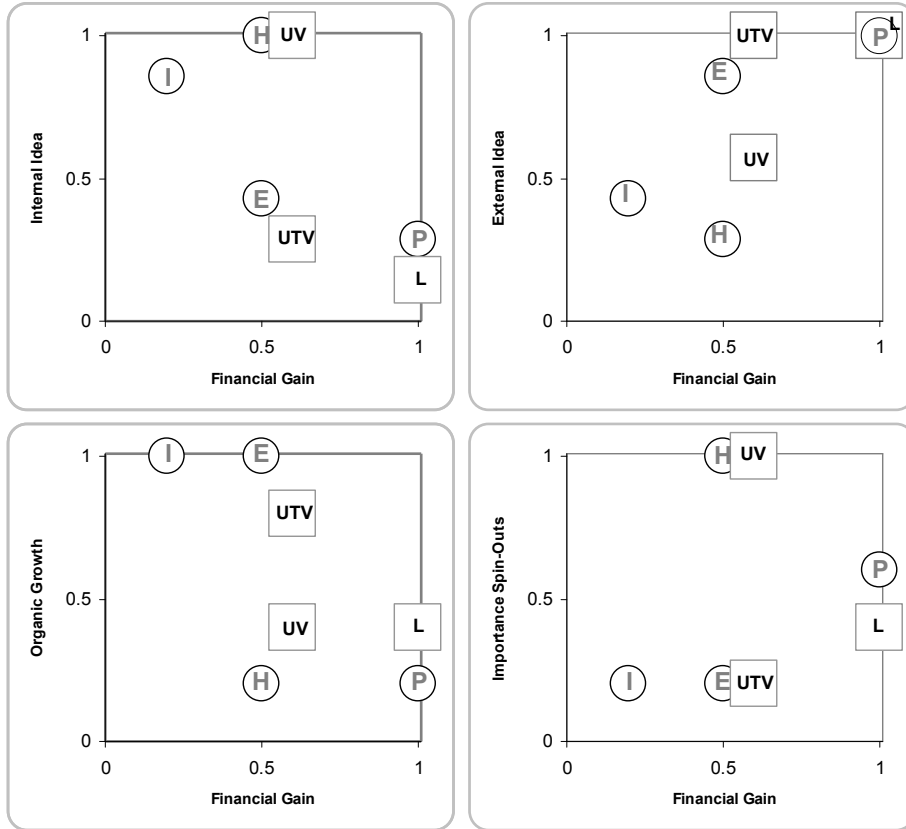 1
H
UV
I
Internal Idea
0.5
E
UTV
P
L
0
0
0.5
1
Financial Gain
1
UTV
P
L
E
External Idea
UV
0.5
I
H
0
0
0.5
1
Financial Gain
1
I
E
UTV
Organic Growth
0.5
UV
L
H
P
0
0
0.5
1
Financial Gain
1
H
UV
Importance Spin-Outs
P
0.5
L
I
E
UTV
0
0
0.5
1
Financial Gain